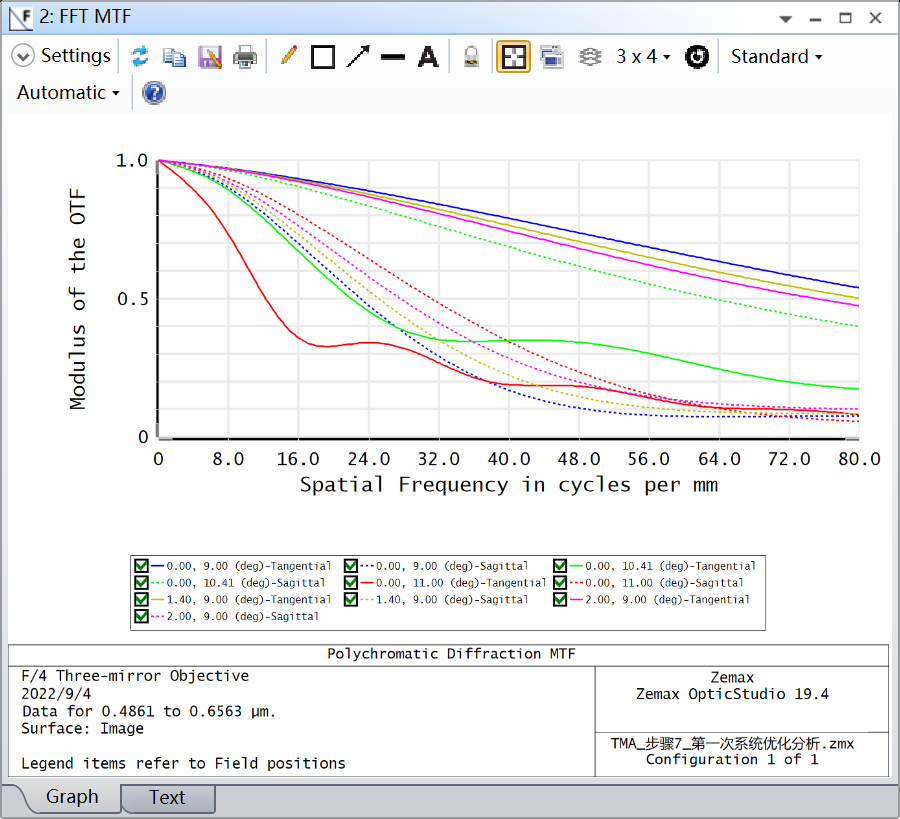 2: FFT MTF
Settings
3 x 4
Standard
Automatic
1.0
0.5
0
Modulus of the OTF
0 8.0 16.0 24.0 32.0 40.0 48.0 56.0 64.0 72.0 80.0
Spatial Frequency in cycles per mm
0.00, 9.00 (deg)-Tangential 0.00, 9.00 (deg)-Sagittal 0.00, 10.41 (deg)-Tangential
0.00, 10.41 (deg)-Sagittal 0.00, 11.00 (deg)-Tangential 0.00, 11.00 (deg)-Sagittal
1.40, 9.00 (deg)-Tangential 1.40, 9.00 (deg)-Sagittal 2.00, 9.00 (deg)-Tangential
2.00, 9.00 (deg)-Sagittal
Polychromatic Diffraction MTF
F/4 Three-mirror Objective
2022/9/4
Data for 0.4861 to 0.6563 µm.
Surface: Image
Legend items refer to Field positions
Zemax
Zemax OpticStudio 19.4
TMA_步骤7_第一次系统优化分析.zmx
Configuration 1 of 1
Graph Text